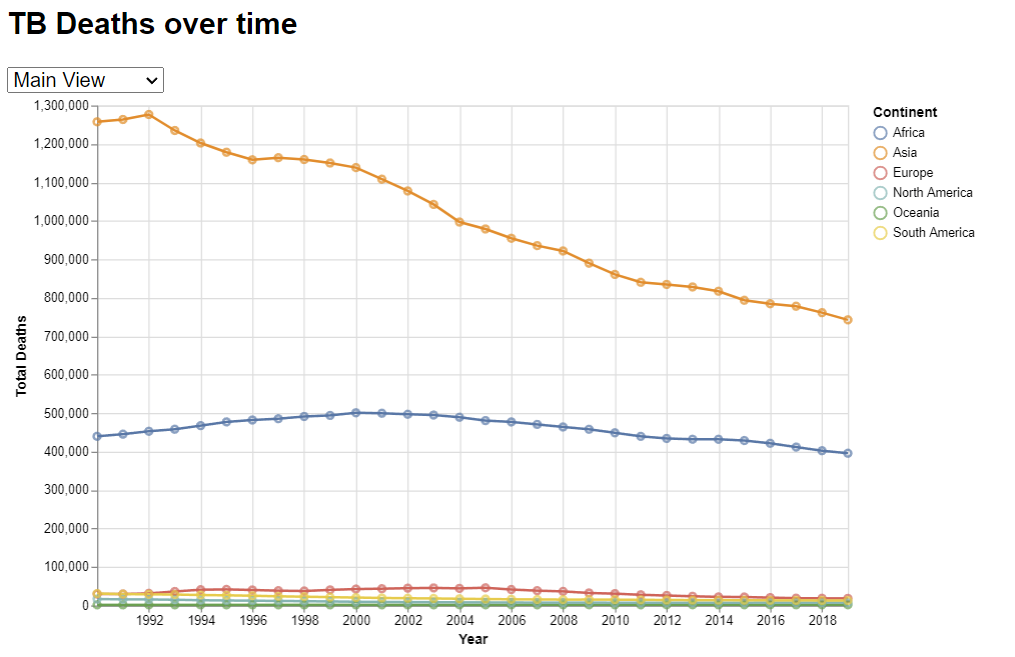 TB Deaths over time
Main View
1,300,000
1,200,000
1,100,000
1,000,000
900,000
800,000
700,000
600,000
500,000
400,000
300,000
200,000
100,000
0
Total Deaths
1992 1994 1996 1998 2000 2002 2004 2006 2008 2010 2012 2014 2016 2018
Year
Continent
Africa
Asia
Europe
North America
Oceania
South America